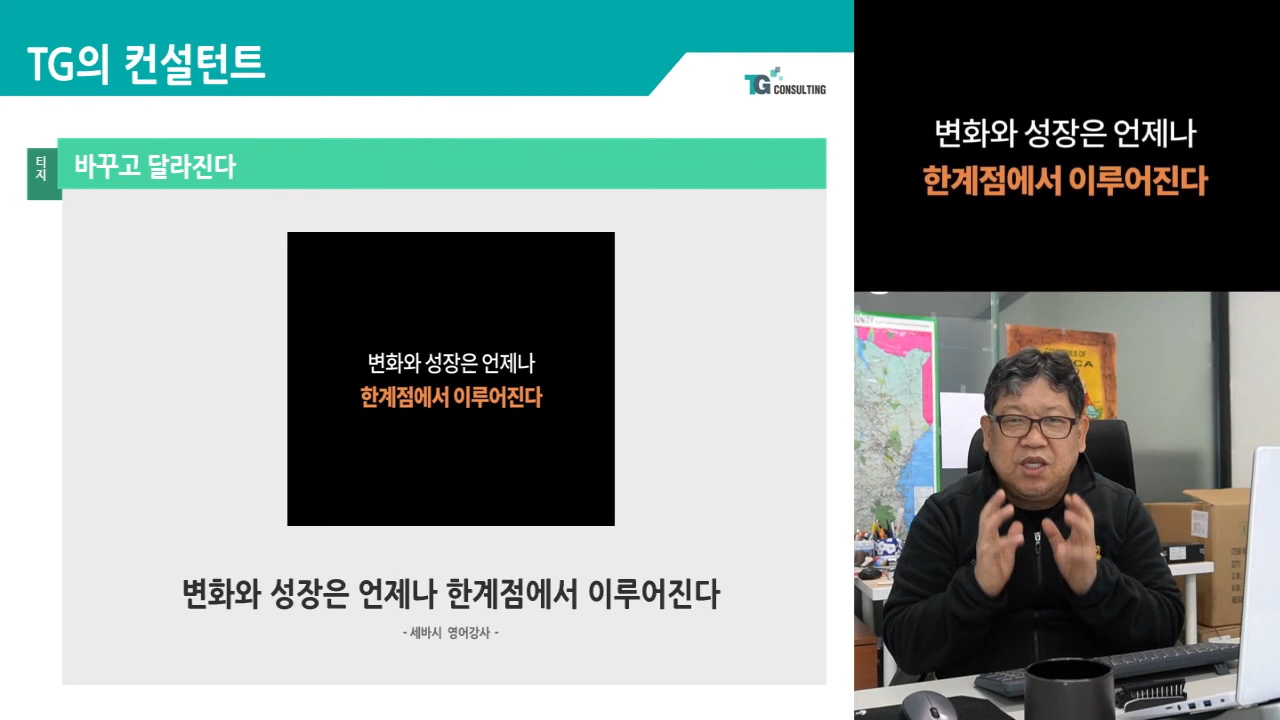 TG의 컨설턴트
TG CONSULTING
티지
바꾸고 달라진다
변화와 성장은 언제나
한계점에서 이루어진다
변화와 성장은 언제나 한계점에서 이루어진다
- 세바시 영어강사 -
변화와 성장은 언제나
한계점에서 이루어진다